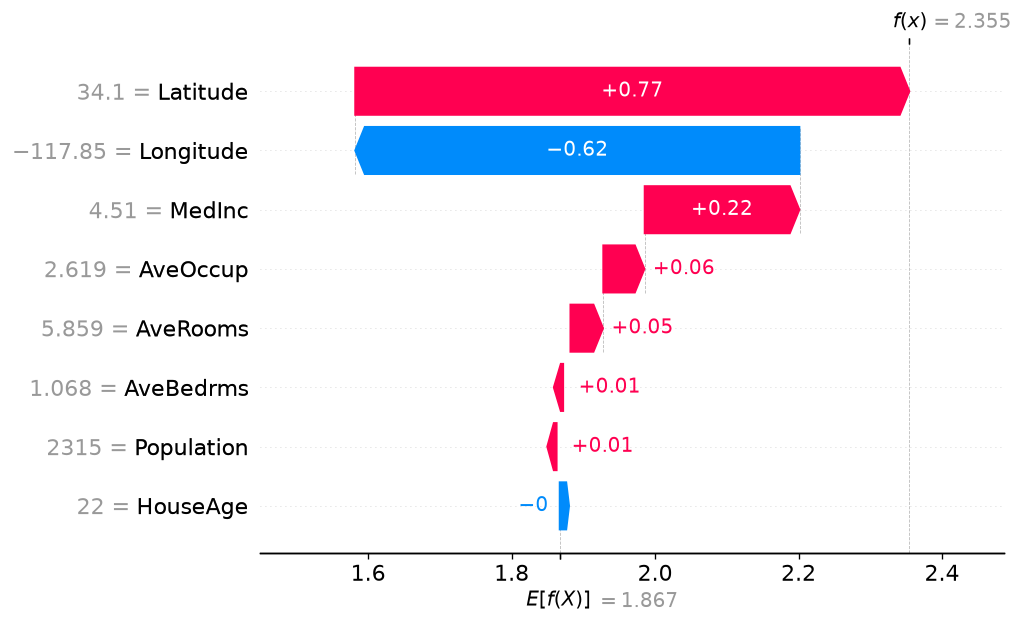 f(x) = 2.355
34.1 = Latitude
+0.77
−117.85 = Longitude
−0.62
4.51 = MedInc
+0.22
2.619 = AveOccup
+0.06
5.859 = AveRooms
+0.05
1.068 = AveBedrms
+0.01
2315 = Population
+0.01
22 = HouseAge
−0
1.6 1.8 2.0 2.2 2.4
E[f(X)] = 1.867